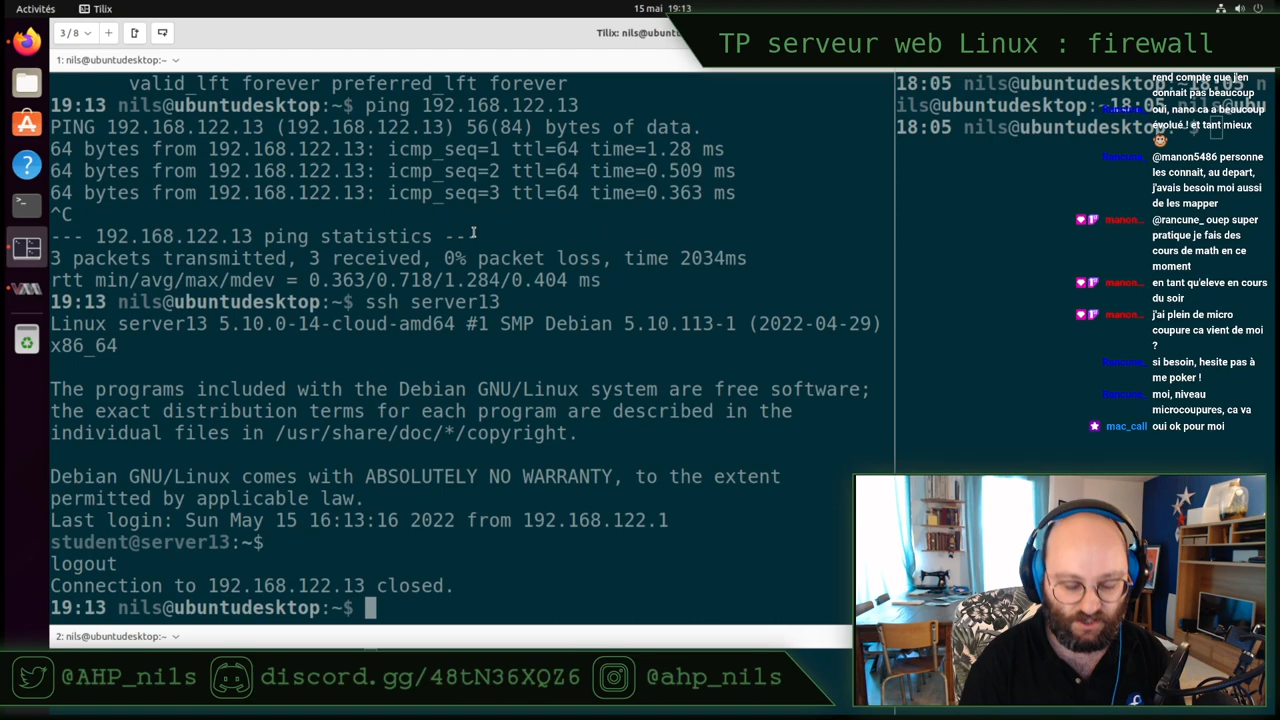 Activités
Tilix
15 mai 19:13
3/8
Tilix: nils@ubunt
TP serveur web Linux : firewall
1: nils@ubuntudesktop:~
valid_lft forever preferred_lft forever
19:13 nils@ubuntudesktop:~$ ping 192.168.122.13
PING 192.168.122.13 (192.168.122.13) 56(84) bytes of data.
64 bytes from 192.168.122.13: icmp_seq=1 ttl=64 time=1.28 ms
64 bytes from 192.168.122.13: icmp_seq=2 ttl=64 time=0.509 ms
64 bytes from 192.168.122.13: icmp_seq=3 ttl=64 time=0.363 ms
^C
--- 192.168.122.13 ping statistics ---
3 packets transmitted, 3 received, 0% packet loss, time 2034ms
rtt min/avg/max/mdev = 0.363/0.718/1.284/0.404 ms
19:13 nils@ubuntudesktop:~$ ssh server13
Linux server13 5.10.0-14-cloud-amd64 #1 SMP Debian 5.10.113-1 (2022-04-29)
x86_64
The programs included with the Debian GNU/Linux system are free software;
the exact distribution terms for each program are described in the
individual files in /usr/share/doc/*/copyright.
Debian GNU/Linux comes with ABSOLUTELY NO WARRANTY, to the extent
permitted by applicable law.
Last login: Sun May 15 16:13:16 2022 from 192.168.122.1
student@server13:~$
logout
Connection to 192.168.122.13 closed.
19:13 nils@ubuntudesktop:~$
2: nils@ubuntudesktop:~
18:05 nils@ubuntudesktop:~18:05 n
ils@ubuntudesktop:~18:05 nils@ubu
18:05 nils@ubuntudesktop:~$
rend compte que j'en
connait pas beaucoup
oui, nano ca a beaucoup
évolué ! et tant mieux
rancune_ @manon5486 personne
les connait, au depart,
j'avais besoin moi aussi
de les mapper
manon... @rancune_ ouep super
pratique je fais des
cours de math en ce
moment
manon... en tant qu'eleve en cours
du soir
manon... j'ai plein de micro
coupure ca vient de moi
?
rancune_ si besoin, hesite pas à
me poker !
rancune_ moi, niveau
microcoupures, ca va
mac_call oui ok pour moi
@AHP_nils
discord.gg/48tN36XQZ6
@ahp_nils